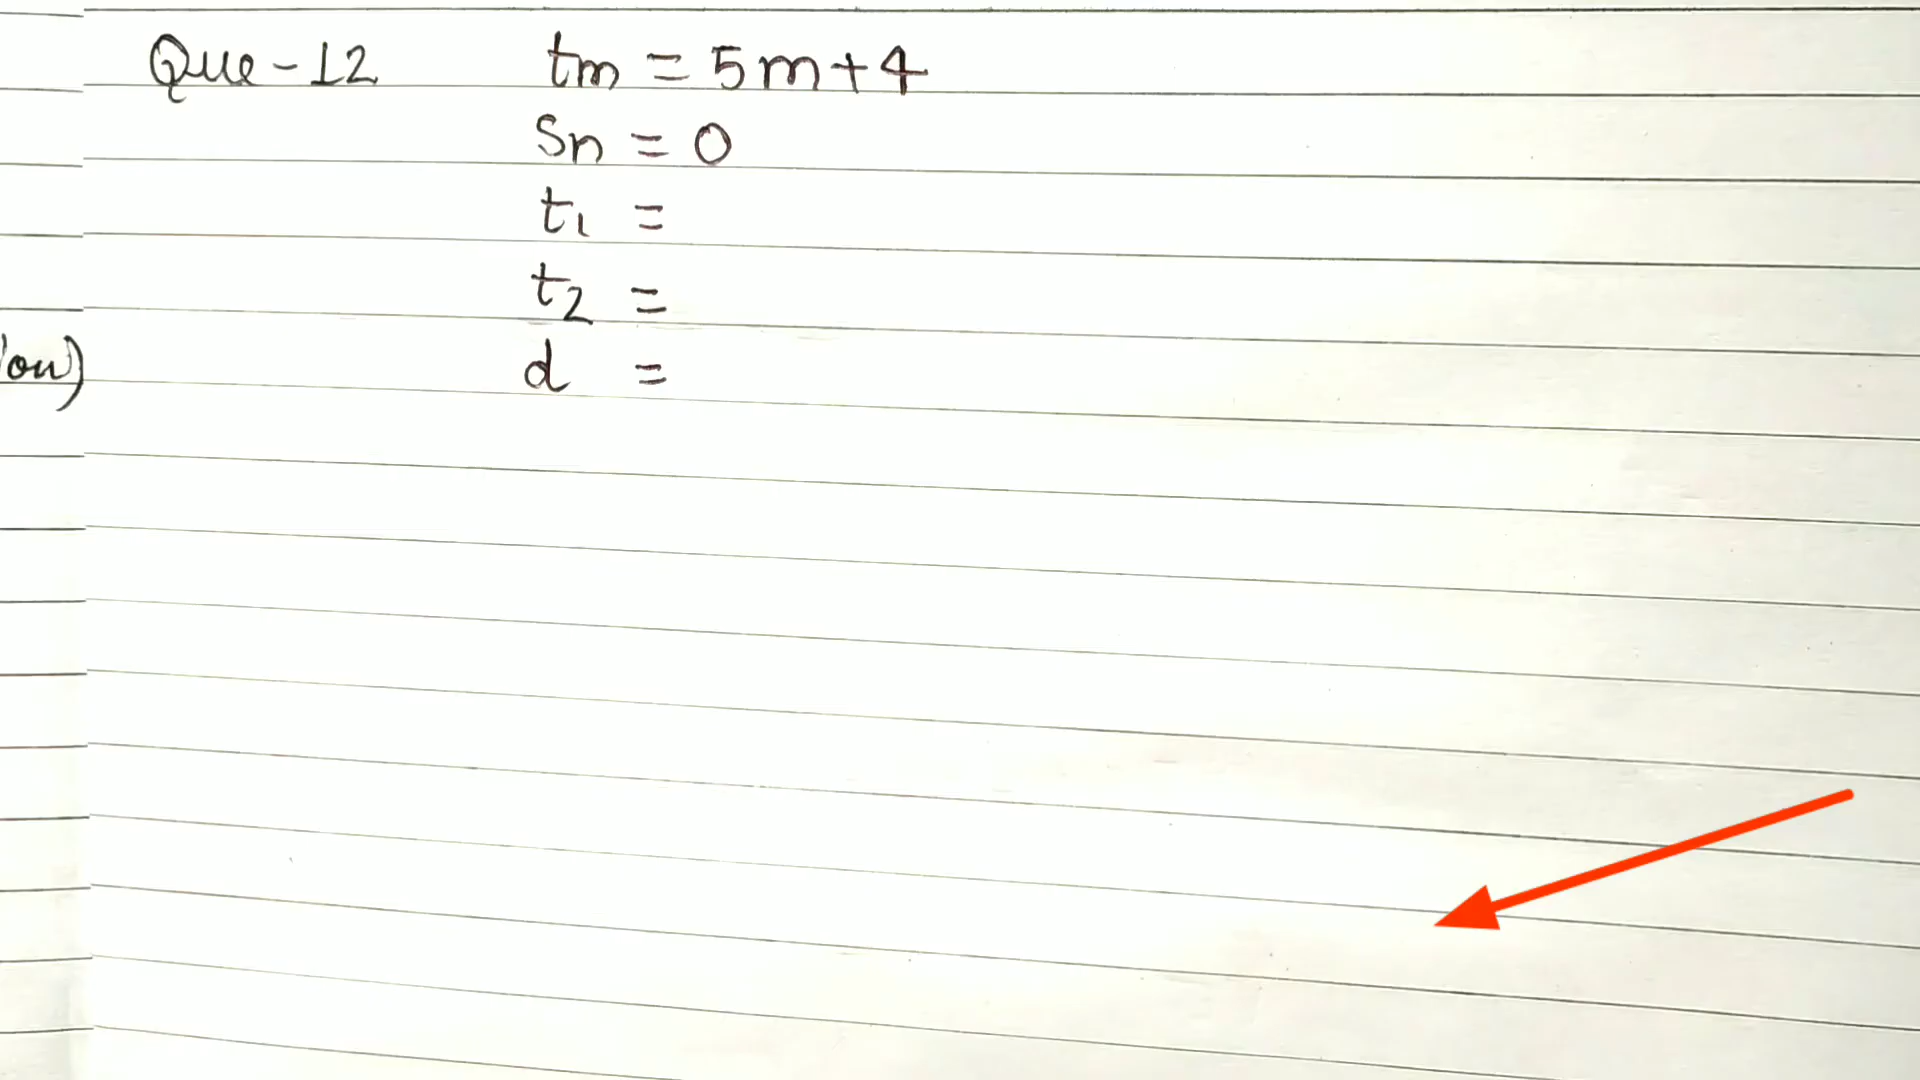 Que-12 tm = 5m+4
Sn = 0
t1 =
t2 =
d =